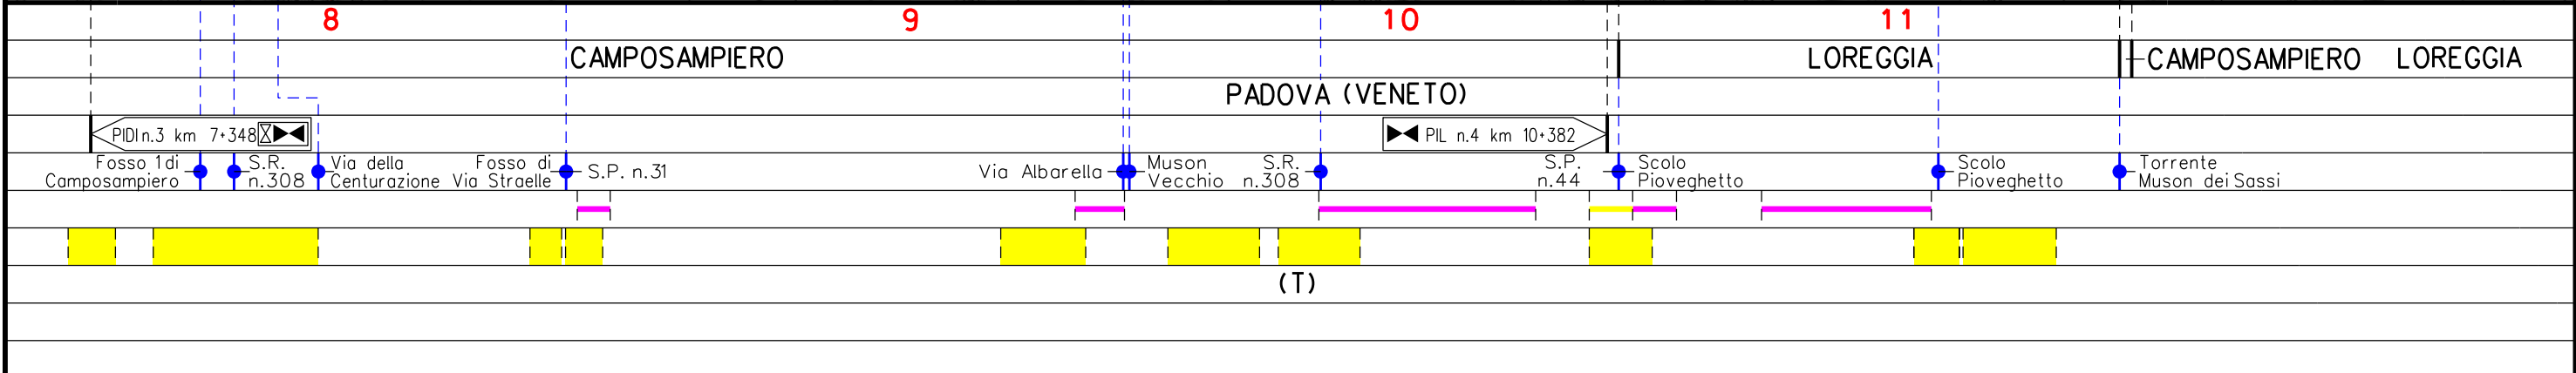 8 9 10 11
CAMPOSAMPIERO LOREGGIA CAMPOSAMPIERO LOREGGIA
PADOVA (VENETO)
PIDI n.3 km 7+348 PIL n.4 km 10+382
Fosso 1 di S.R. Via della Fosso di S.P. n.31 Via Albarella Muson S.R. S.P. Scolo Scolo Torrente
Camposampiero n.308 Centurazione Via Straelle Vecchio n.308 n.44 Pioveghetto Pioveghetto Muson dei Sassi
(T)